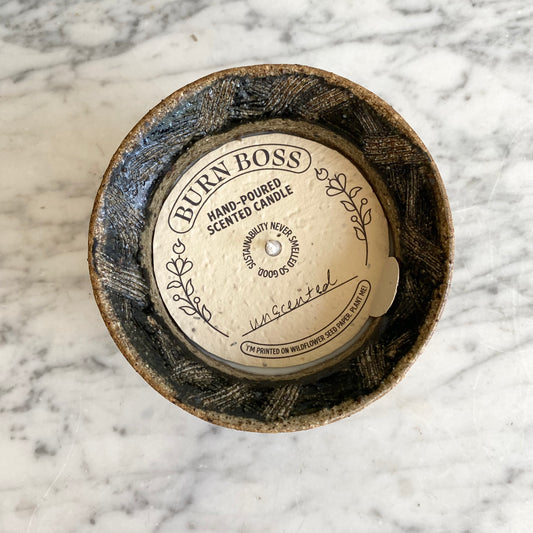 BURN BOSS
HAND-POURED
SCENTED CANDLE
SUSTAINABILITY NEVER SMELLED SO GOOD.
unscented
I'M PRINTED ON WILDFLOWER SEED PAPER, PLANT ME!